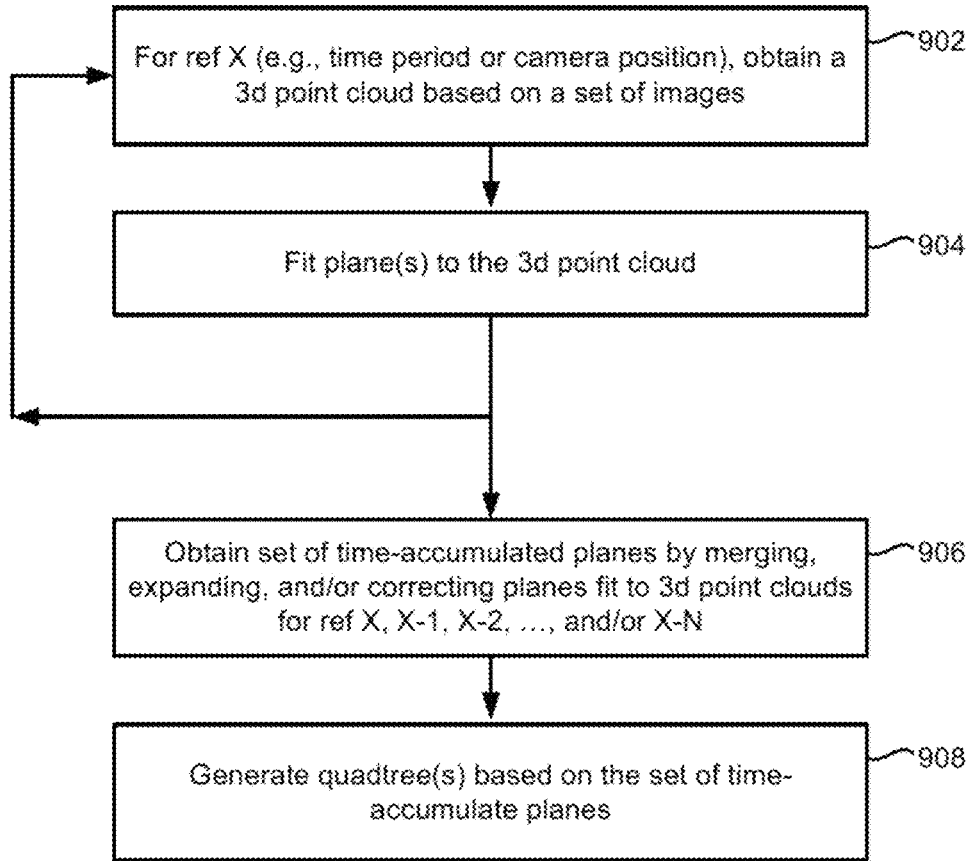 For ref X (e.g., time period or camera position), obtain a
3d point cloud based on a set of images
902
Fit plane(s) to the 3d point cloud
904
Obtain set of time-accumulated planes by merging,
expanding, and/or correcting planes fit to 3d point clouds
for ref X, X-1, X-2, ..., and/or X-N
906
Generate quadtree(s) based on the set of time-
accumulate planes
908